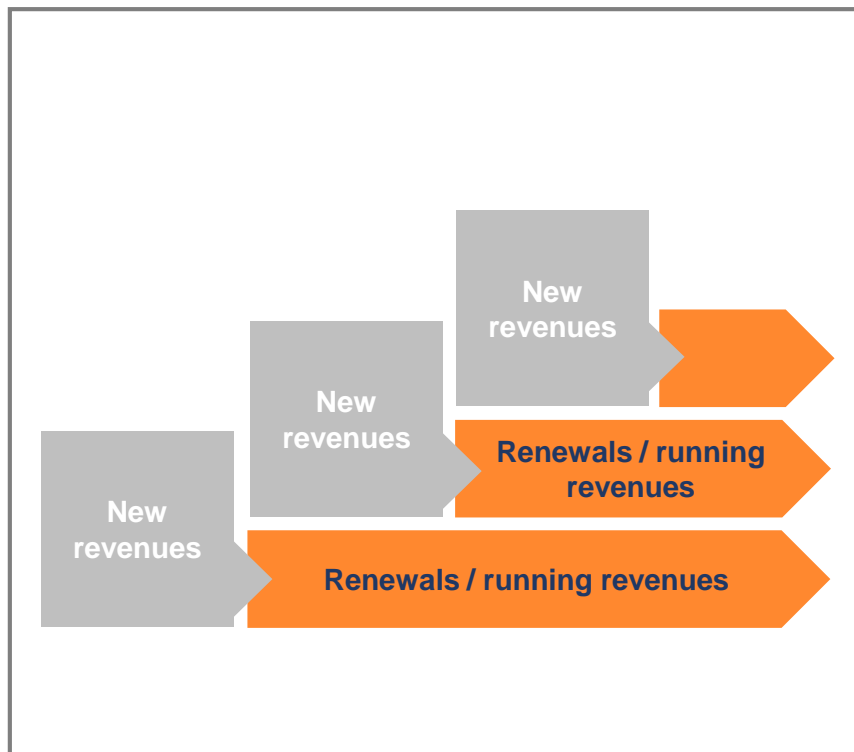 New
revenues
New
revenues
Renewals / running
revenues
New
revenues
Renewals / running revenues